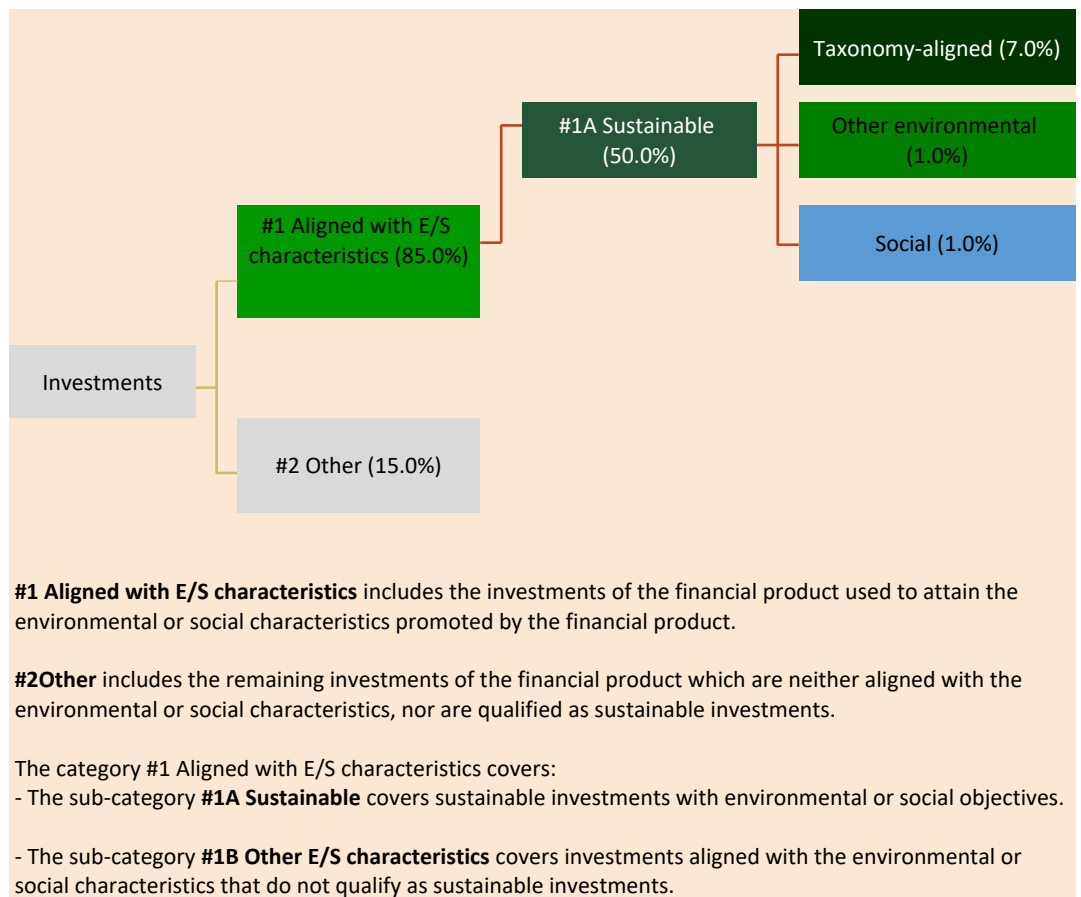 Taxonomy-aligned (7.0%)
#1A Sustainable
(50.0%)
Other environmental
(1.0%)
#1 Aligned with E/S
characteristics (85.0%)
Social (1.0%)
Investments
#2 Other (15.0%)
#1 Aligned with E/S characteristics includes the investments of the financial product used to attain the
environmental or social characteristics promoted by the financial product.
#2Other includes the remaining investments of the financial product which are neither aligned with the
environmental or social characteristics, nor are qualified as sustainable investments.
The category #1 Aligned with E/S characteristics covers:
- The sub-category #1A Sustainable covers sustainable investments with environmental or social objectives.
- The sub-category #1B Other E/S characteristics covers investments aligned with the environmental or
social characteristics that do not qualify as sustainable investments.